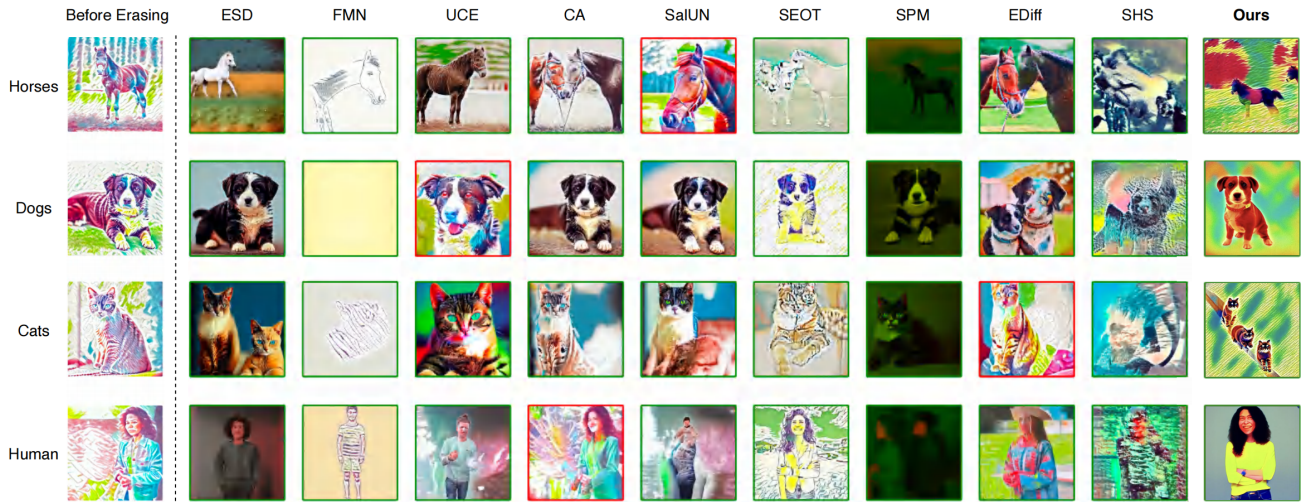 Before Erasing ESD FMN UCE CA SalUN SEOT SPM EDiff SHS Ours
Horses
Dogs
Cats
Human